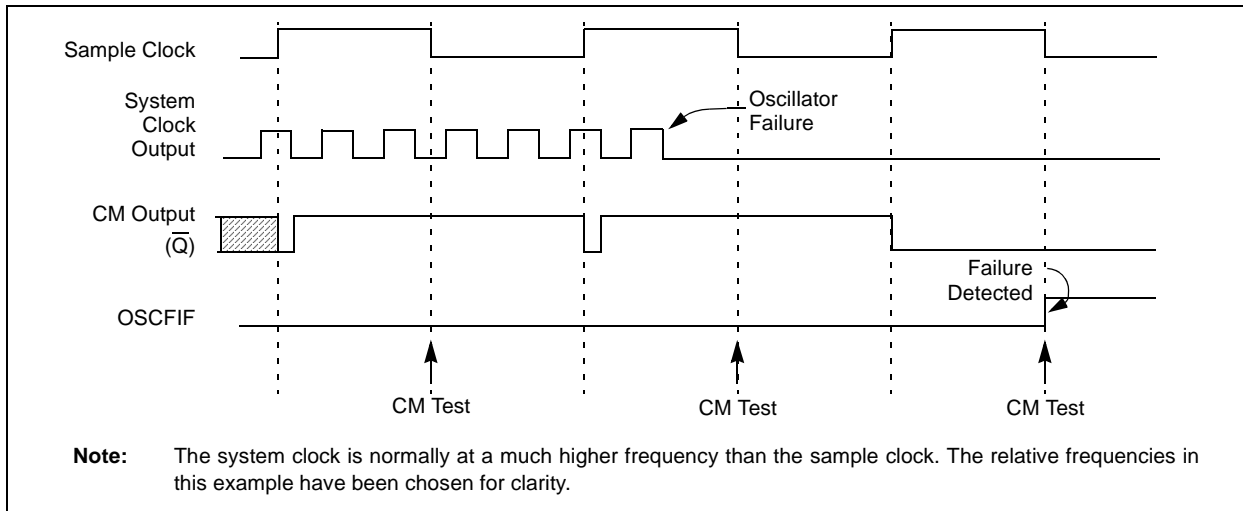 Sample Clock
System
Clock
Output
Oscillator
Failure
CM Output
(Q̅)
Failure
Detected
OSCFIF
CM Test
CM Test
CM Test
Note: The system clock is normally at a much higher frequency than the sample clock. The relative frequencies in
this example have been chosen for clarity.